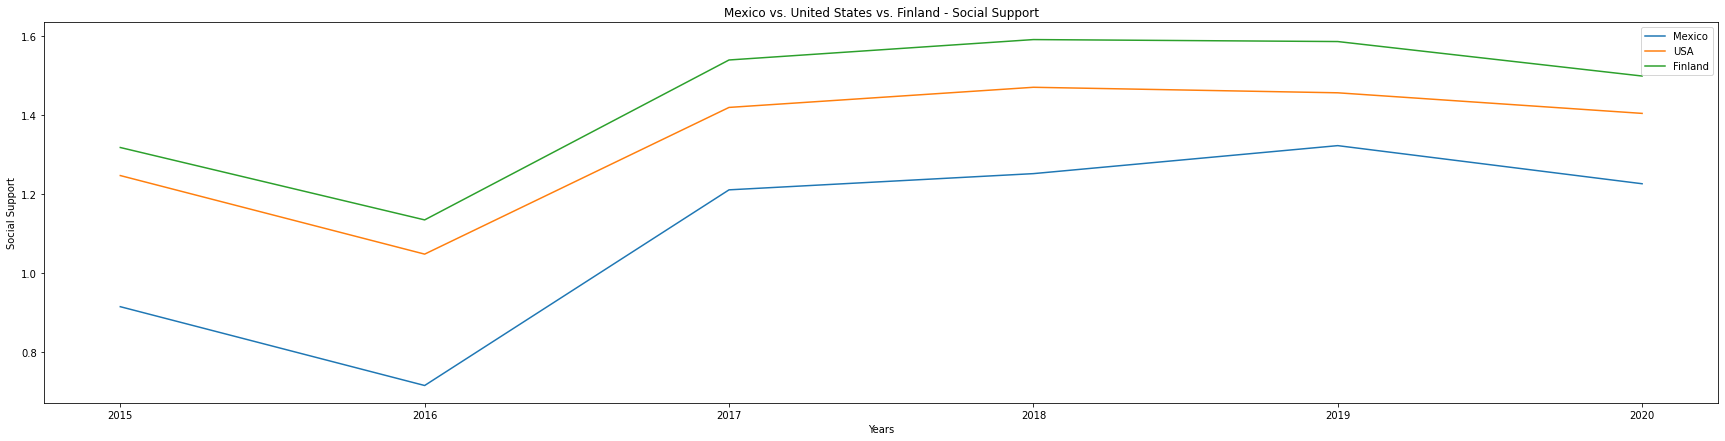 Mexico vs. United States vs. Finland - Social Support
Mexico
USA
Finland
Social Support
1.6
1.4
1.2
1.0
0.8
2015 2016 2017 2018 2019 2020
Years